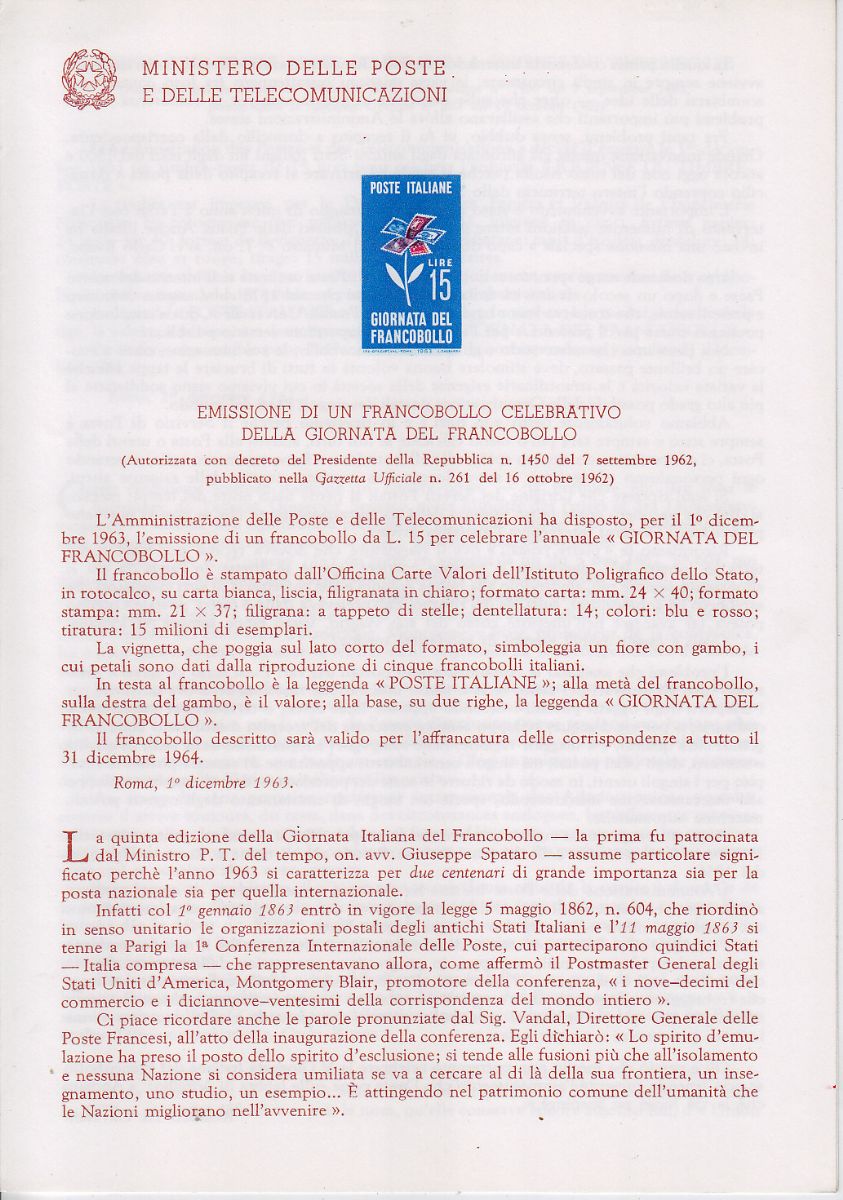 MINISTERO DELLE POSTE
E DELLE TELECOMUNICAZIONI
POSTE ITALIANE
LIRE
15
GIORNATA DEL
FRANCOBOLLO
1963
EMISSIONE DI UN FRANCOBOLLO CELEBRATIVO
DELLA GIORNATA DEL FRANCOBOLLO
(Autorizzata con decreto del Presidente della Repubblica n. 1450 del 7 settembre 1962,
pubblicato nella Gazzetta Ufficiale n. 261 del 16 ottobre 1962)
L'Amministrazione delle Poste e delle Telecomunicazioni ha disposto, per il 1º dicem-
bre 1963, l'emissione di un francobollo da L. 15 per celebrare l'annuale « GIORNATA DEL
FRANCOBOLLO ».
Il francobollo è stampato dall'Officina Carte Valori dell'Istituto Poligrafico dello Stato,
in rotocalco, su carta bianca, liscia, filigranata in chiaro; formato carta: mm. 24 × 40; formato
stampa: mm. 21 × 37; filigrana: a tappeto di stelle; dentellatura: 14; colori: blu e rosso;
tiratura: 15 milioni di esemplari.
La vignetta, che poggia sul lato corto del formato, simboleggia un fiore con gambo, i
cui petali sono dati dalla riproduzione di cinque francobolli italiani.
In testa al francobollo è la leggenda « POSTE ITALIANE »; alla metà del francobollo,
sulla destra del gambo, è il valore; alla base, su due righe, la leggenda « GIORNATA DEL
FRANCOBOLLO ».
Il francobollo descritto sarà valido per l'affrancatura delle corrispondenze a tutto il
31 dicembre 1964.
Roma, 1º dicembre 1963.
La quinta edizione della Giornata Italiana del Francobollo — la prima fu patrocinata
dal Ministro P. T. del tempo, on. avv. Giuseppe Spataro — assume particolare signi-
ficato perchè l'anno 1963 si caratterizza per due centenari di grande importanza sia per la
posta nazionale sia per quella internazionale.
Infatti col 1º gennaio 1863 entrò in vigore la legge 5 maggio 1862, n. 604, che riordinò
in senso unitario le organizzazioni postali degli antichi Stati Italiani e l'11 maggio 1863 si
tenne a Parigi la 1ª Conferenza Internazionale delle Poste, cui parteciparono quindici Stati
— Italia compresa — che rappresentavano allora, come affermò il Postmaster General degli
Stati Uniti d'America, Montgomery Blair, promotore della conferenza, « i nove-decimi del
commercio e i diciannove-ventesimi della corrispondenza del mondo intiero ».
Ci piace ricordare anche le parole pronunziate dal Sig. Vandal, Direttore Generale delle
Poste Francesi, all'atto della inaugurazione della conferenza. Egli dichiarò: « Lo spirito d'emu-
lazione ha preso il posto dello spirito d'esclusione; si tende alle fusioni più che all'isolamento
e nessuna Nazione si considera umiliata se va a cercare al di là della sua frontiera, un inse-
gnamento, uno studio, un esempio... È attingendo nel patrimonio comune dell'umanità che
le Nazioni migliorano nell'avvenire ».